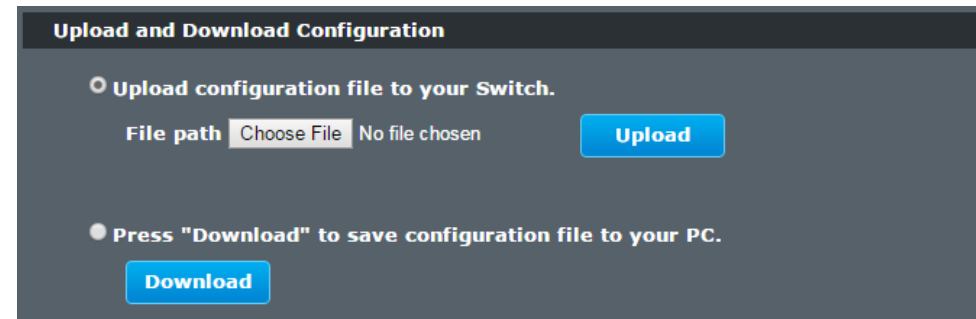 Upload and Download Configuration
Upload configuration file to your Switch.
File path Choose File No file chosen Upload
Press "Download" to save configuration file to your PC.
Download